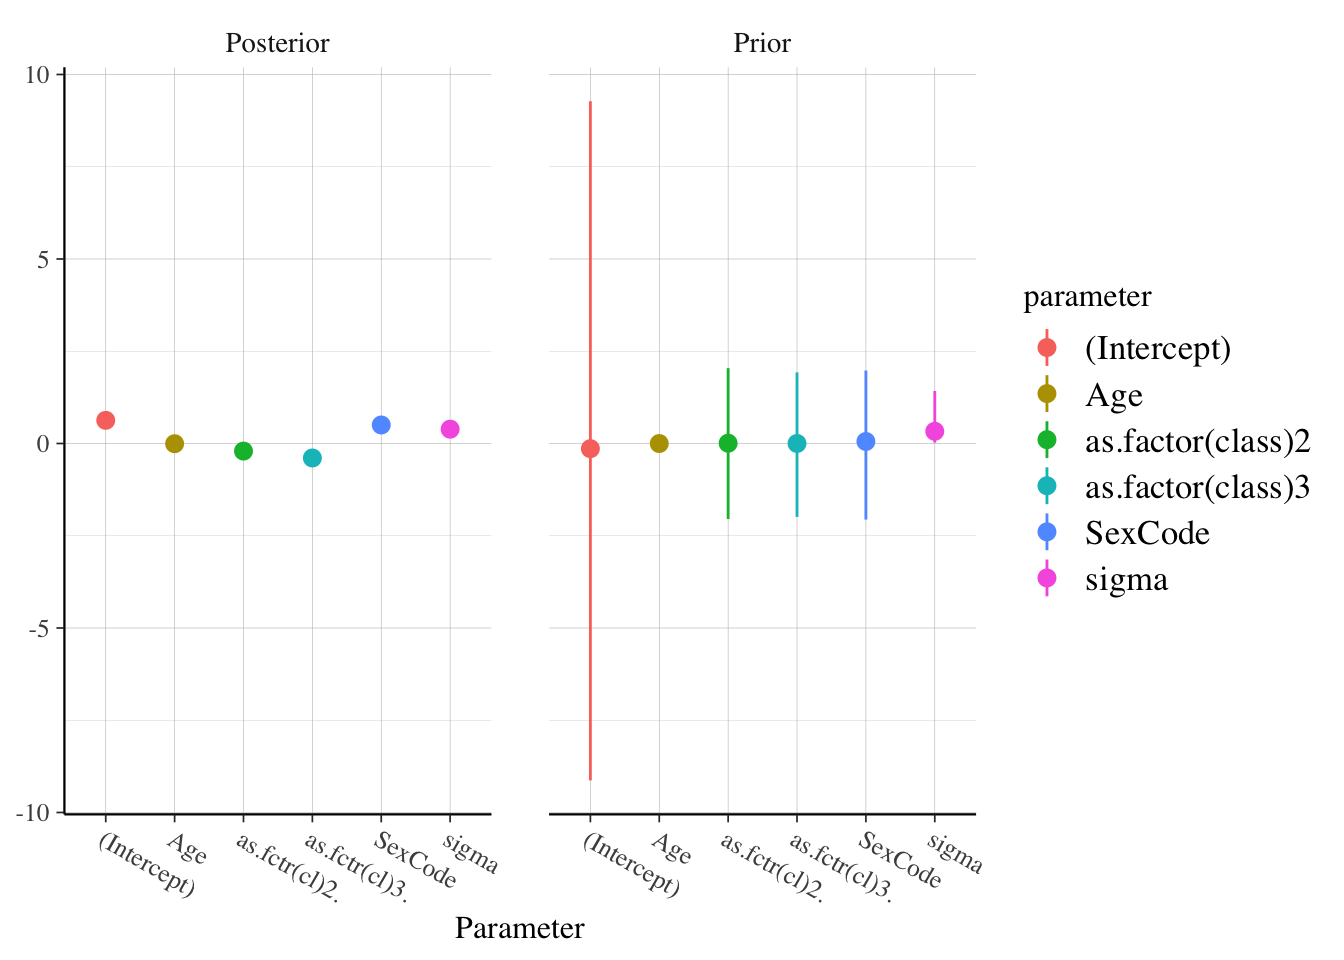 Posterior
Prior
10
5
0
-5
-10
(Intercept)
Age
as.fctr(cl)2.
as.fctr(cl)3.
SexCode
sigma
(Intercept)
Age
as.fctr(cl)2.
as.fctr(cl)3.
SexCode
sigma
Parameter
parameter
(Intercept)
Age
as.factor(class)2
as.factor(class)3
SexCode
sigma